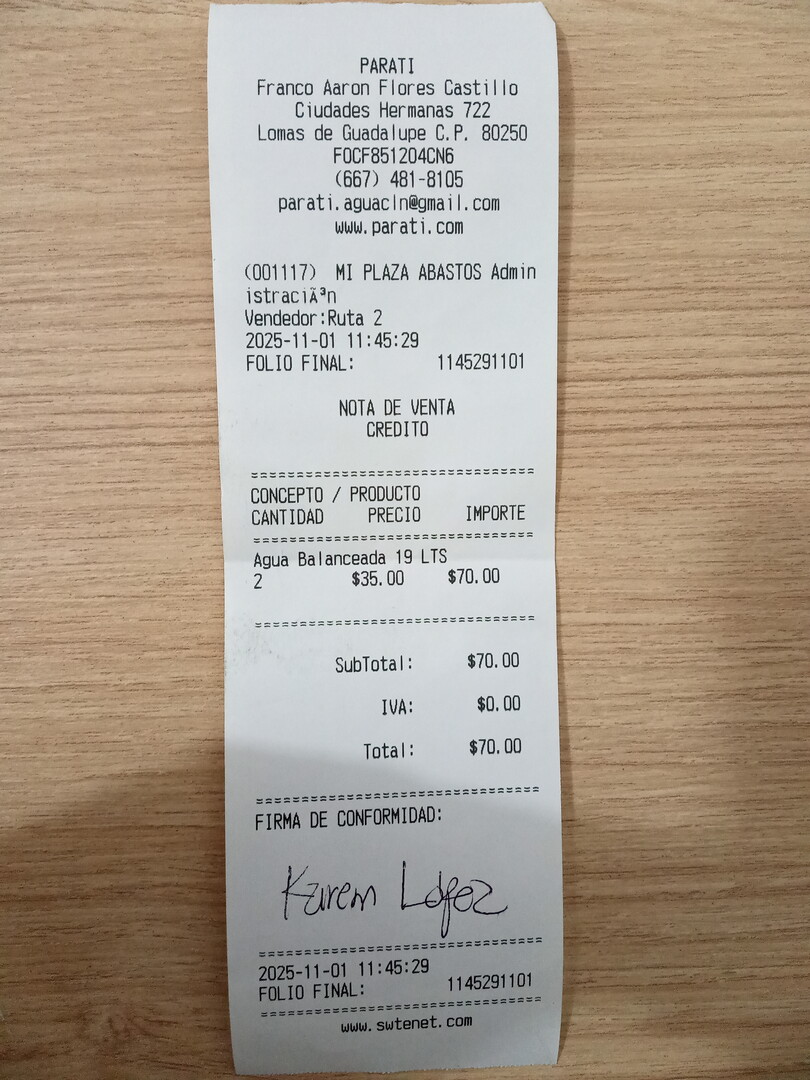 PARATI
Franco Aaron Flores Castillo
Ciudades Hermanas 722
Lomas de Guadalupe C.P. 80250
FOCF851204CN6
(667) 481-8105
parati.aguacln@gmail.com
www.parati.com
(001117) MI PLAZA ABASTOS Admin
istraciÃ³n
Vendedor:Ruta 2
2025-11-01 11:45:29
FOLIO FINAL: 1145291101
NOTA DE VENTA
CREDITO
================================
CONCEPTO / PRODUCTO
CANTIDAD PRECIO IMPORTE
================================
Agua Balanceada 19 LTS
2 $35.00 $70.00
================================
SubTotal: $70.00
IVA: $0.00
Total: $70.00
================================
FIRMA DE CONFORMIDAD:
Karem López
================================
2025-11-01 11:45:29
FOLIO FINAL: 1145291101
================================
www.swtenet.com